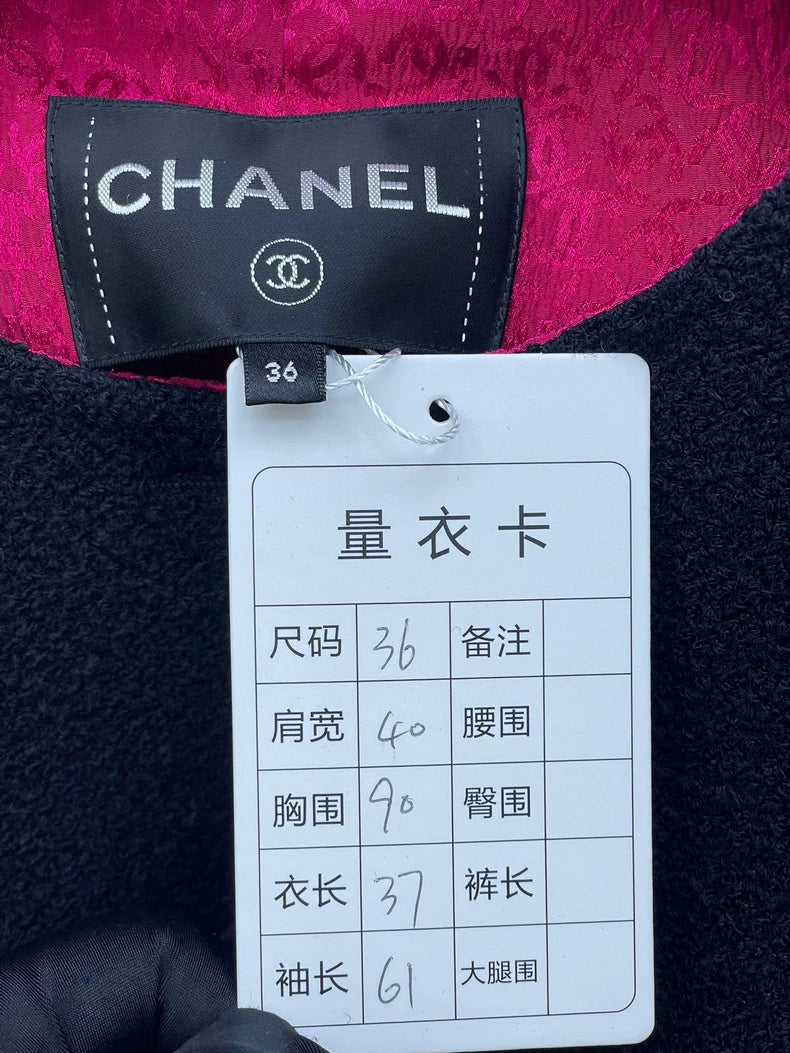 CHANEL
36
量衣卡
尺码 36 备注
肩宽 40 腰围
胸围 90 臀围
衣长 37 裤长
袖长 61 大腿围